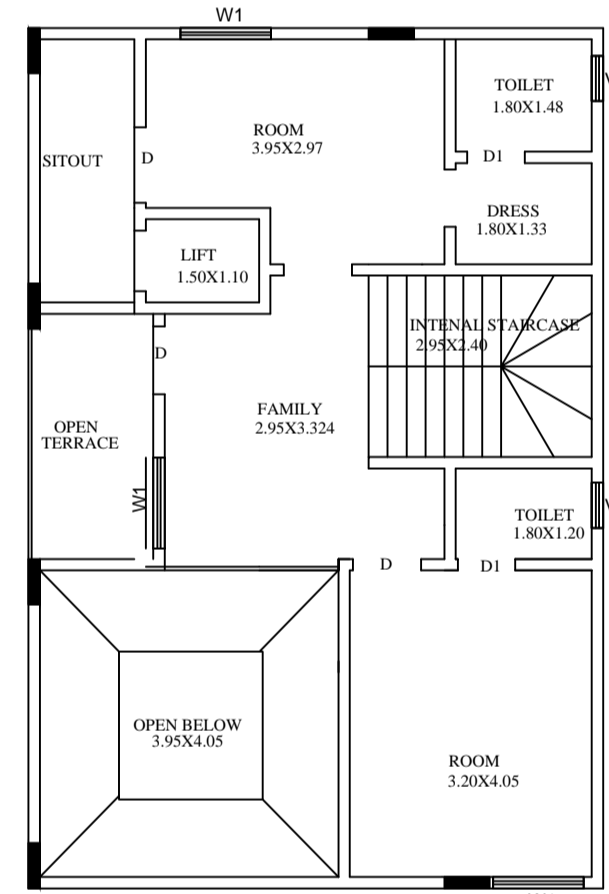 W1
TOILET
1.80X1.48
ROOM
3.95X2.97
SITOUT
D
D1
DRESS
1.80X1.33
LIFT
1.50X1.10
INTENAL STAIRCASE
2.95X2.40
D
FAMILY
2.95X3.324
OPEN
TERRACE
W1
TOILET
1.80X1.20
D
D1
OPEN BELOW
3.95X4.05
ROOM
3.20X4.05